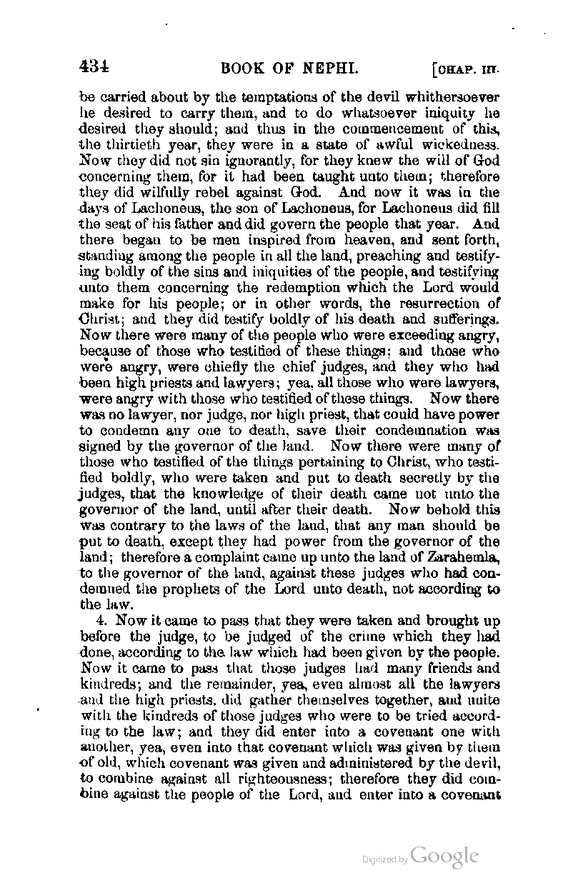 434 BOOK OF NEPHI. [CHAP. III.
be carried about by the temptations of the devil whithersoever
he desired to carry them, and to do whatsoever iniquity he
desired they should; and thus in the commencement of this,
the thirtieth year, they were in a state of awful wickedness.
Now they did not sin ignorantly, for they knew the will of God
concerning them, for it had been taught unto them; therefore
they did wilfully rebel against God. And now it was in the
days of Lachoneus, the son of Lachoneus, for Lachoneus did fill
the seat of his father and did govern the people that year. And
there began to be men inspired from heaven, and sent forth,
standing among the people in all the land, preaching and testify-
ing boldly of the sins and iniquities of the people, and testifying
unto them concerning the redemption which the Lord would
make for his people; or in other words, the resurrection of
Christ; and they did testify boldly of his death and sufferings.
Now there were many of the people who were exceeding angry,
because of those who testified of these things; and those who
were angry, were chiefly the chief judges, and they who had
been high priests and lawyers; yea, all those who were lawyers,
were angry with those who testified of these things. Now there
was no lawyer, nor judge, nor high priest, that could have power
to condemn any one to death, save their condemnation was
signed by the governor of the land. Now there were many of
those who testified of the things pertaining to Christ, who testi-
fied boldly, who were taken and put to death secretly by the
judges, that the knowledge of their death came not unto the
governor of the land, until after their death. Now behold this
was contrary to the laws of the land, that any man should be
put to death, except they had power from the governor of the
land; therefore a complaint came up unto the land of Zarahemla,
to the governor of the land, against these judges who had con-
demned the prophets of the Lord unto death, not according to
the law.
4. Now it came to pass that they were taken and brought up
before the judge, to be judged of the crime which they had
done, according to the law which had been given by the people.
Now it came to pass that those judges had many friends and
kindreds; and the remainder, yea, even almost all the lawyers
and the high priests, did gather themselves together, and unite
with the kindreds of those judges who were to be tried accord-
ing to the law; and they did enter into a covenant one with
another, yea, even into that covenant which was given by them
of old, which covenant was given and administered by the devil,
to combine against all righteousness; therefore they did com-
bine against the people of the Lord, and enter into a covenant
Digitized by Google